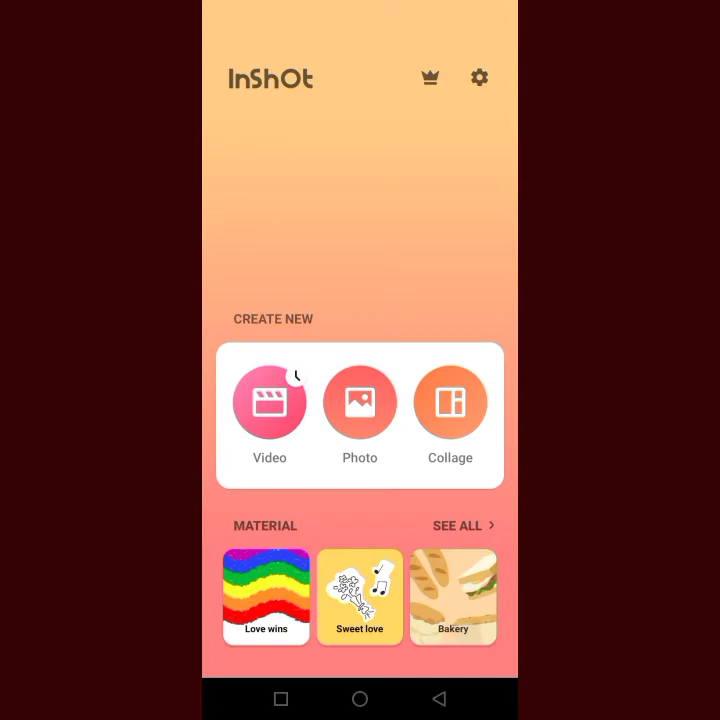 InShOt
CREATE NEW
Video
Photo
Collage
MATERIAL
SEE ALL
Love wins
Sweet love
Bakery